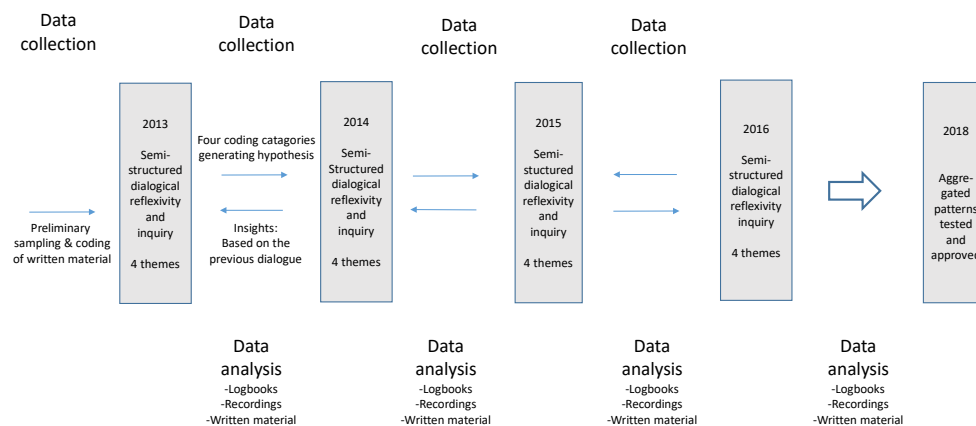 Data
collection
Data
collection
Data
collection
Data
collection
Preliminary
sampling & coding
of written material
2013
Semi-
structured
dialogical
reflexivity
and
inquiry
4 themes
Four coding catagories
generating hypothesis
Insights:
Based on the
previous dialogue
2014
Semi-
Structured
dialogical
reflexivity
and
inquiry
4 themes
2015
Semi-
stuctured
dialogical
reflexivity
and
inquiry
4 themes
2016
Semi-
structured
dialogical
reflexivity
inquiry
4 themes
2018
Aggre-
gated
patterns
tested
and
approved
Data
analysis
-Logbooks
-Recordings
-Written material
Data
analysis
-Logbooks
-Recordings
-Written material
Data
analysis
-Logbooks
-Recordings
-Written material
Data
analysis
-Logbooks
-Recordings
-Written material